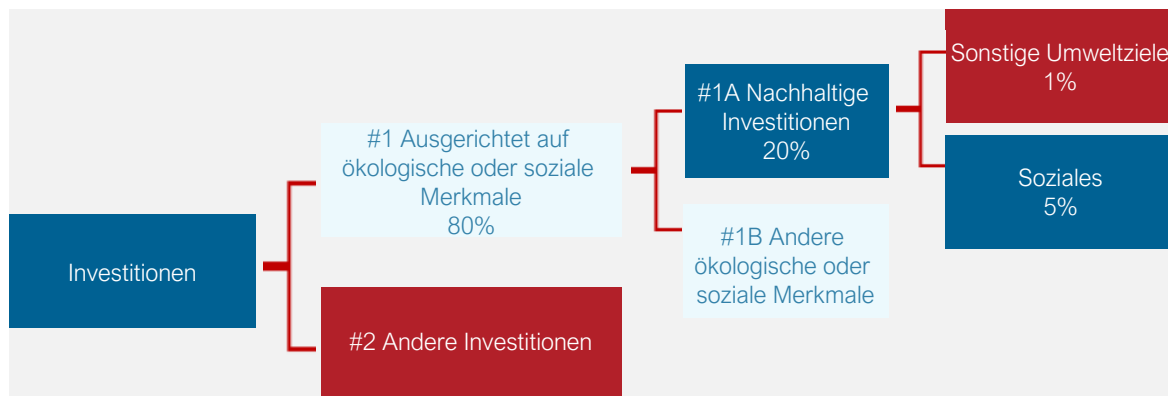 Investitionen
#1 Ausgerichtet auf
ökologische oder soziale
Merkmale
80%
#2 Andere Investitionen
#1A Nachhaltige
Investitionen
20%
#1B Andere
ökologische oder
soziale Merkmale
Sonstige Umweltziele
1%
Soziales
5%